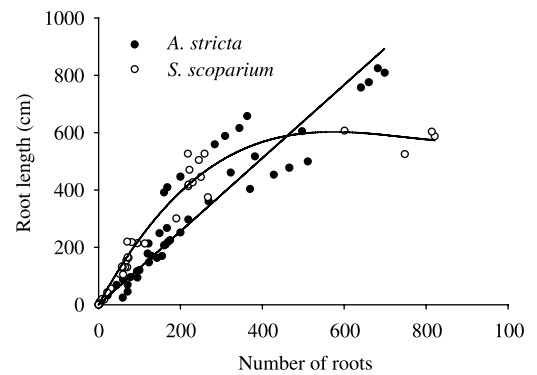 1000
A. stricta
S. scoparium
800
600
400
200
0
Root length (cm)
0 200 400 600 800 100
Number of roots